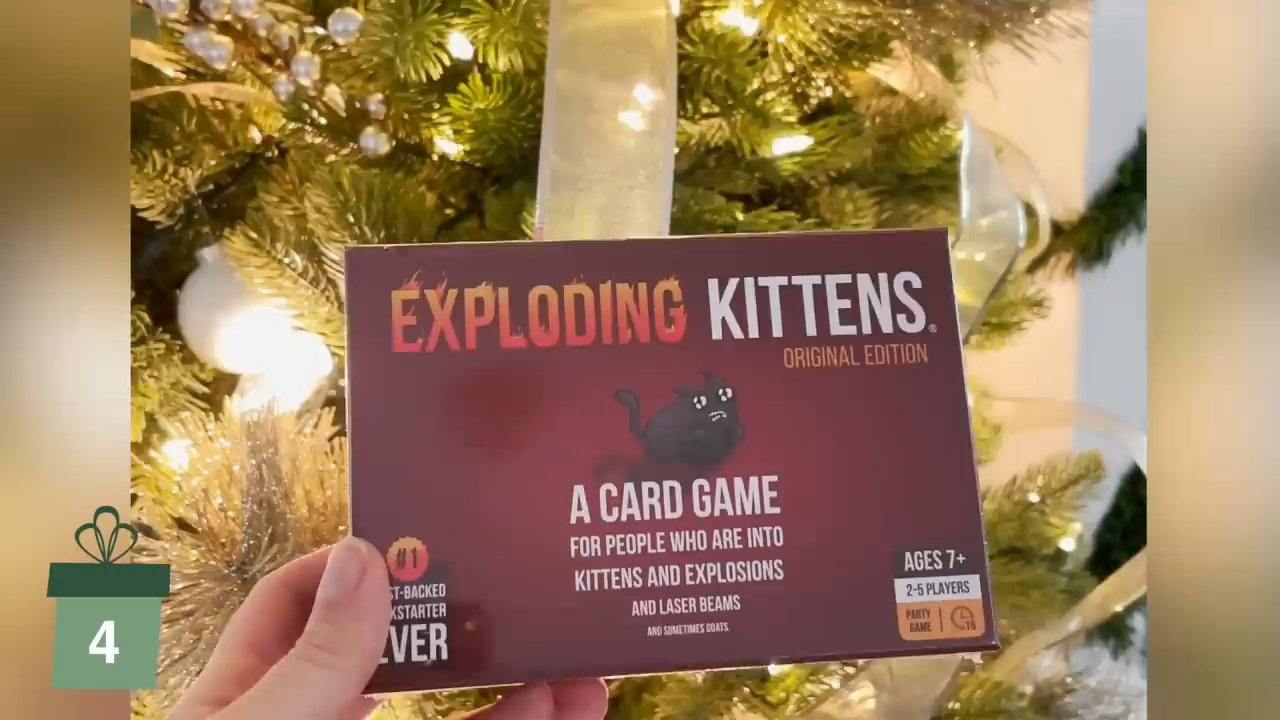 EXPLODING KITTENS®
ORIGINAL EDITION
A CARD GAME
FOR PEOPLE WHO ARE INTO
KITTENS AND EXPLOSIONS
AND LASER BEAMS
AND SOMETIMES GOATS.
#1
ST-BACKED
KSTARTER
EVER
AGES 7+
2-5 PLAYERS
PARTY
GAME
4